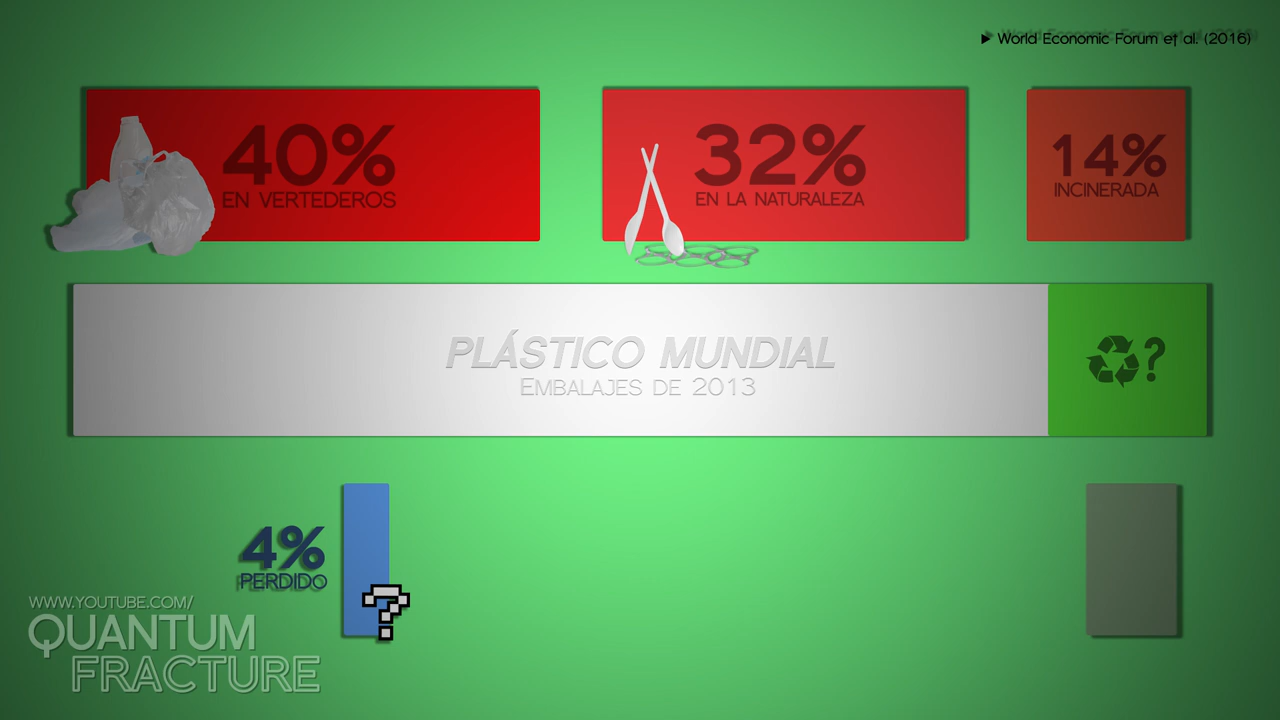 ► World Economic Forum et al. (2016)
40%
EN VERTEDEROS
32%
EN LA NATURALEZA
14%
INCINERADA
PLÁSTICO MUNDIAL
EMBALAJES DE 2013
?
4%
PERDIDO
?
WWW.YOUTUBE.COM/
QUANTUM
FRACTURE